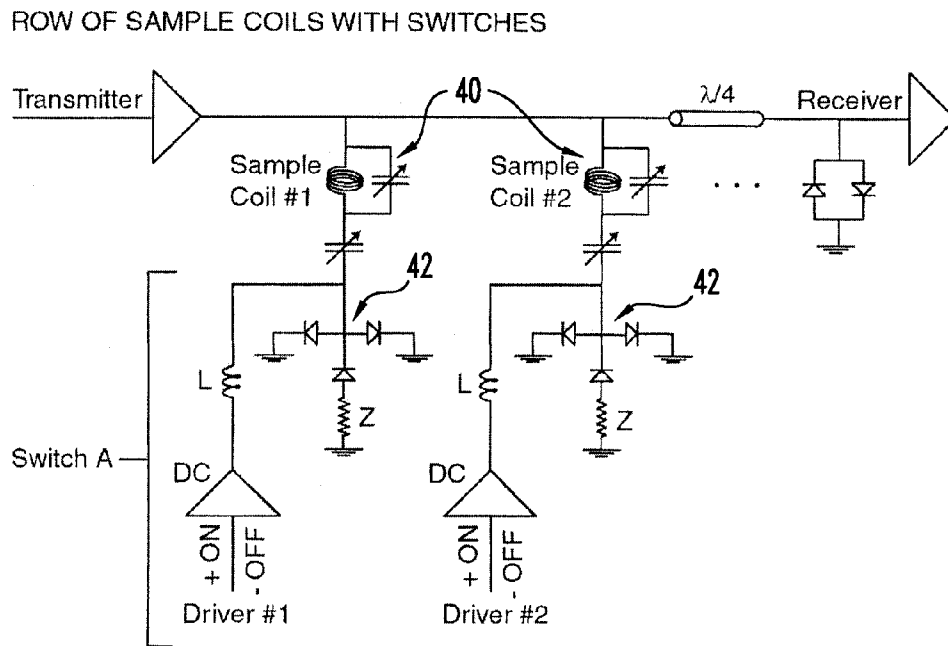 ROW OF SAMPLE COILS WITH SWITCHES
Transmitter
40
λ/4
Receiver
Sample
Coil #1
Sample
Coil #2
. . .
42
42
L
L
Z
Z
Switch A
DC
DC
+ ON
- OFF
+ ON
- OFF
Driver #1
Driver #2